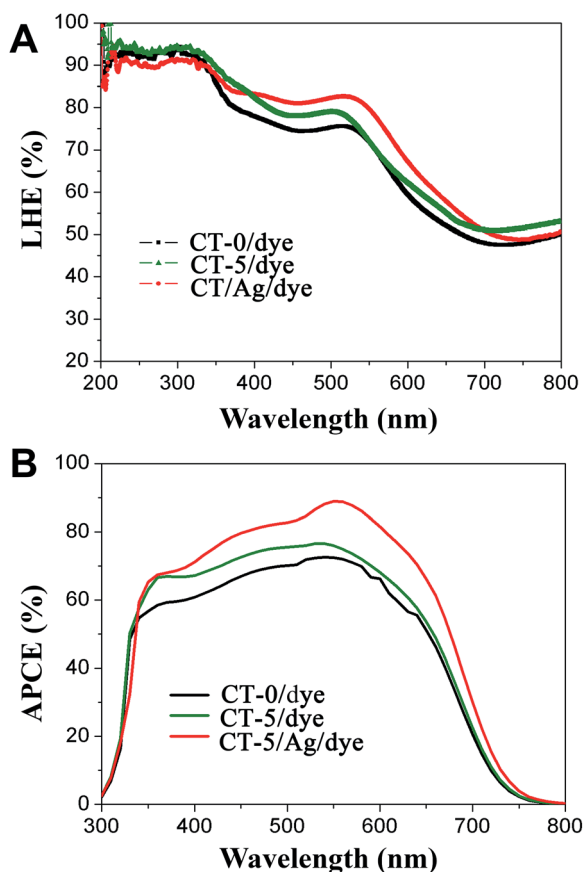 A
100
90
80
70
60
50
40
30
20
LHE (%)
CT-0/dye
CT-5/dye
CT/Ag/dye
200 300 400 500 600 700 800
Wavelength (nm)
B
100
80
60
40
20
0
APCE (%)
CT-0/dye
CT-5/dye
CT-5/Ag/dye
300 400 500 600 700 800
Wavelength (nm)